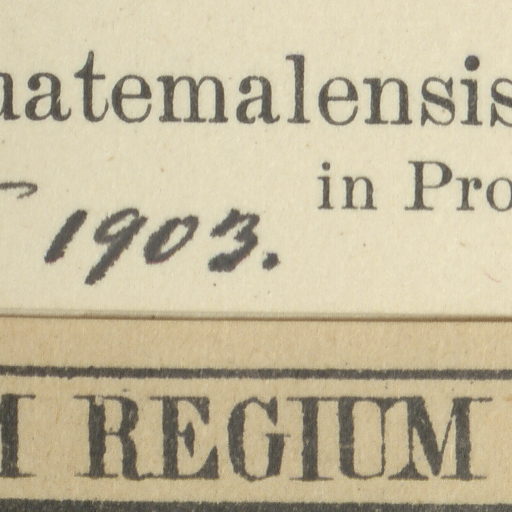 uatemalensis
in Pro
1903.
M REGIUM